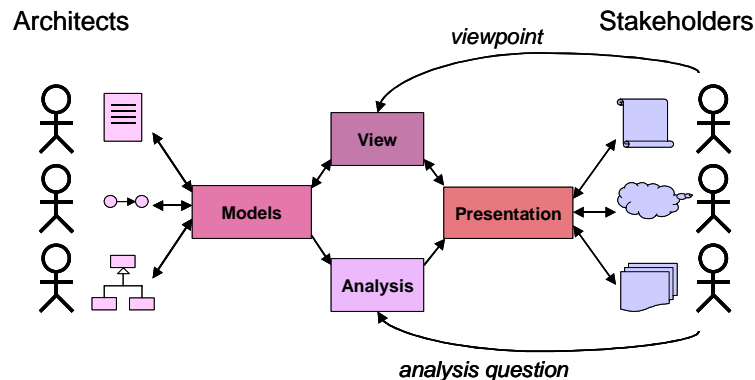 Architects
Stakeholders
viewpoint
View
Models
Presentation
Analysis
analysis question